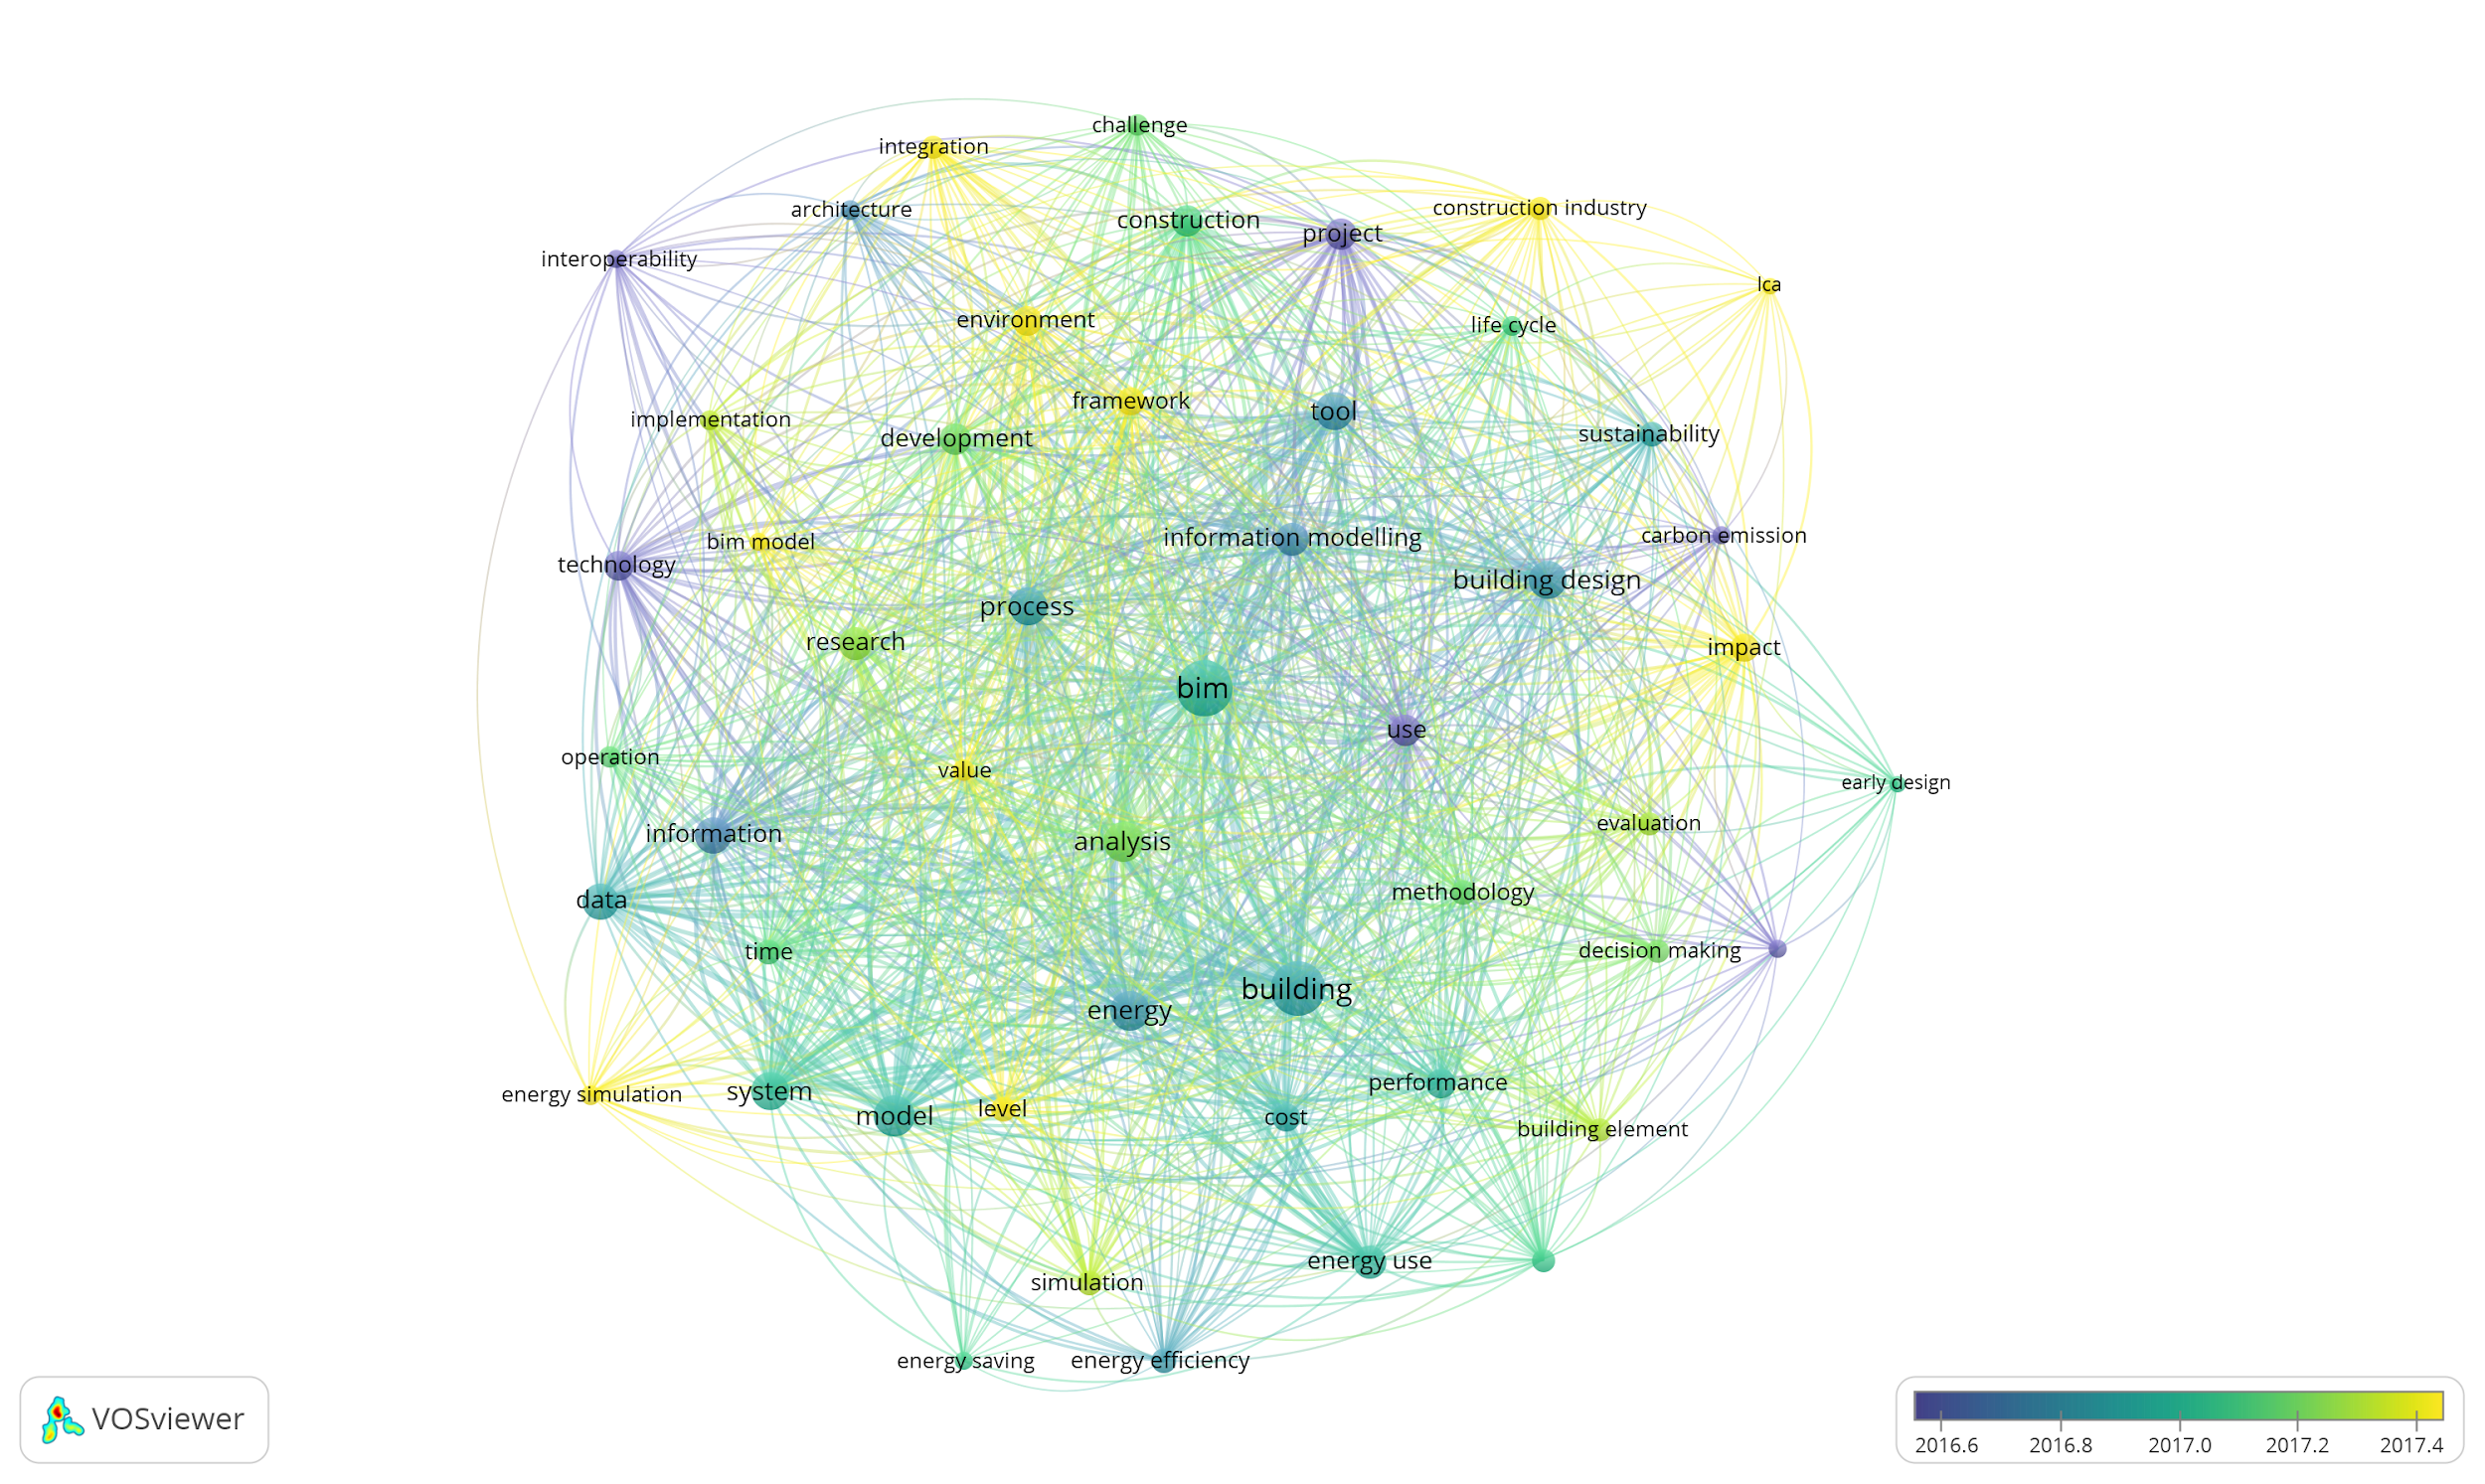 challenge
integration
architecture
construction industry
construction
project
interoperability
lca
environment
life cycle
framework
tool
implementation
development
sustainability
bim model
information modelling
carbon emission
technology
building design
process
research
impact
bim
use
operation
value
early design
information
analysis
evaluation
data
methodology
time
decision making
building
energy
energy simulation
system
model
level
cost
performance
building element
energy use
simulation
energy saving
energy efficiency
VOSviewer
2016.6 2016.8 2017.0 2017.2 2017.4